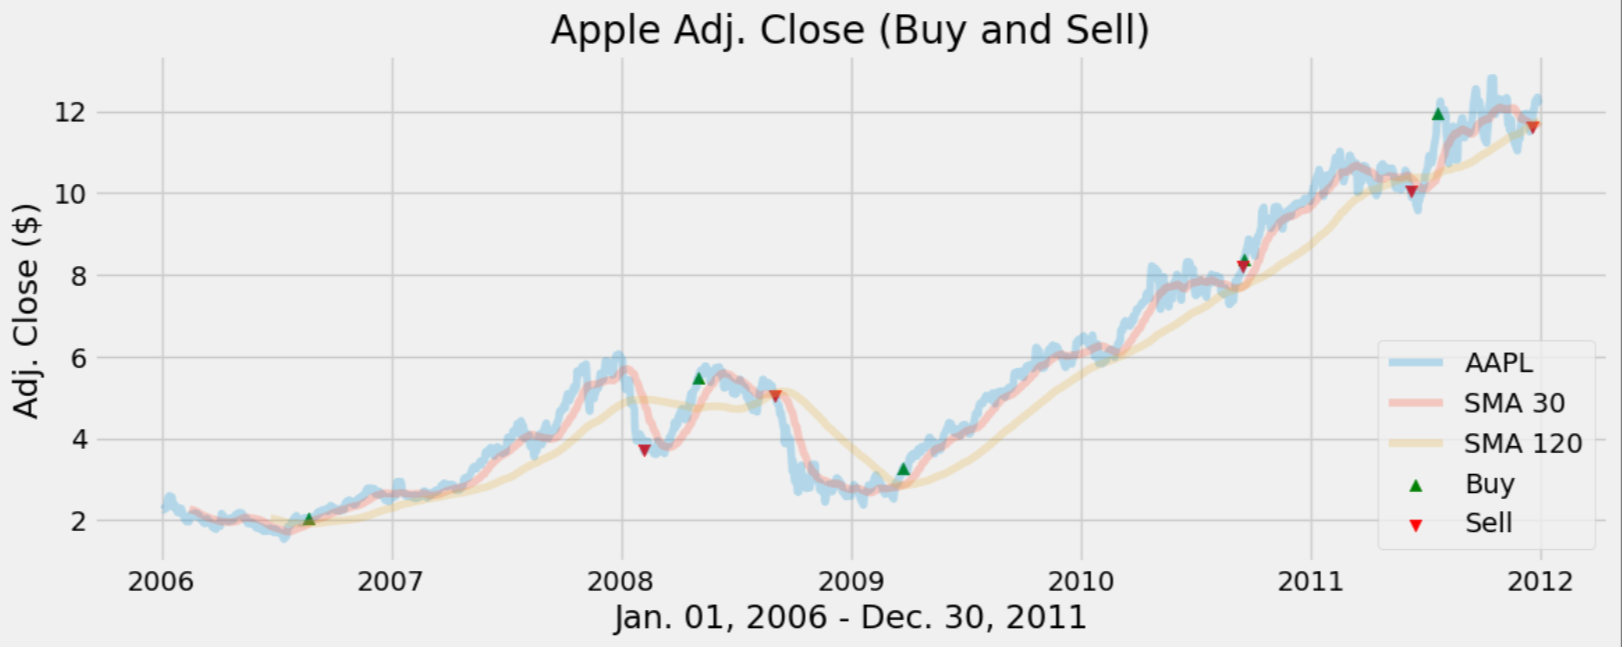 Apple Adj. Close (Buy and Sell)
Adj. Close ($)
12
10
8
6
4
2
AAPL
SMA 30
SMA 120
Buy
Sell
2006 2007 2008 2009 2010 2011 2012
Jan. 01, 2006 - Dec. 30, 2011